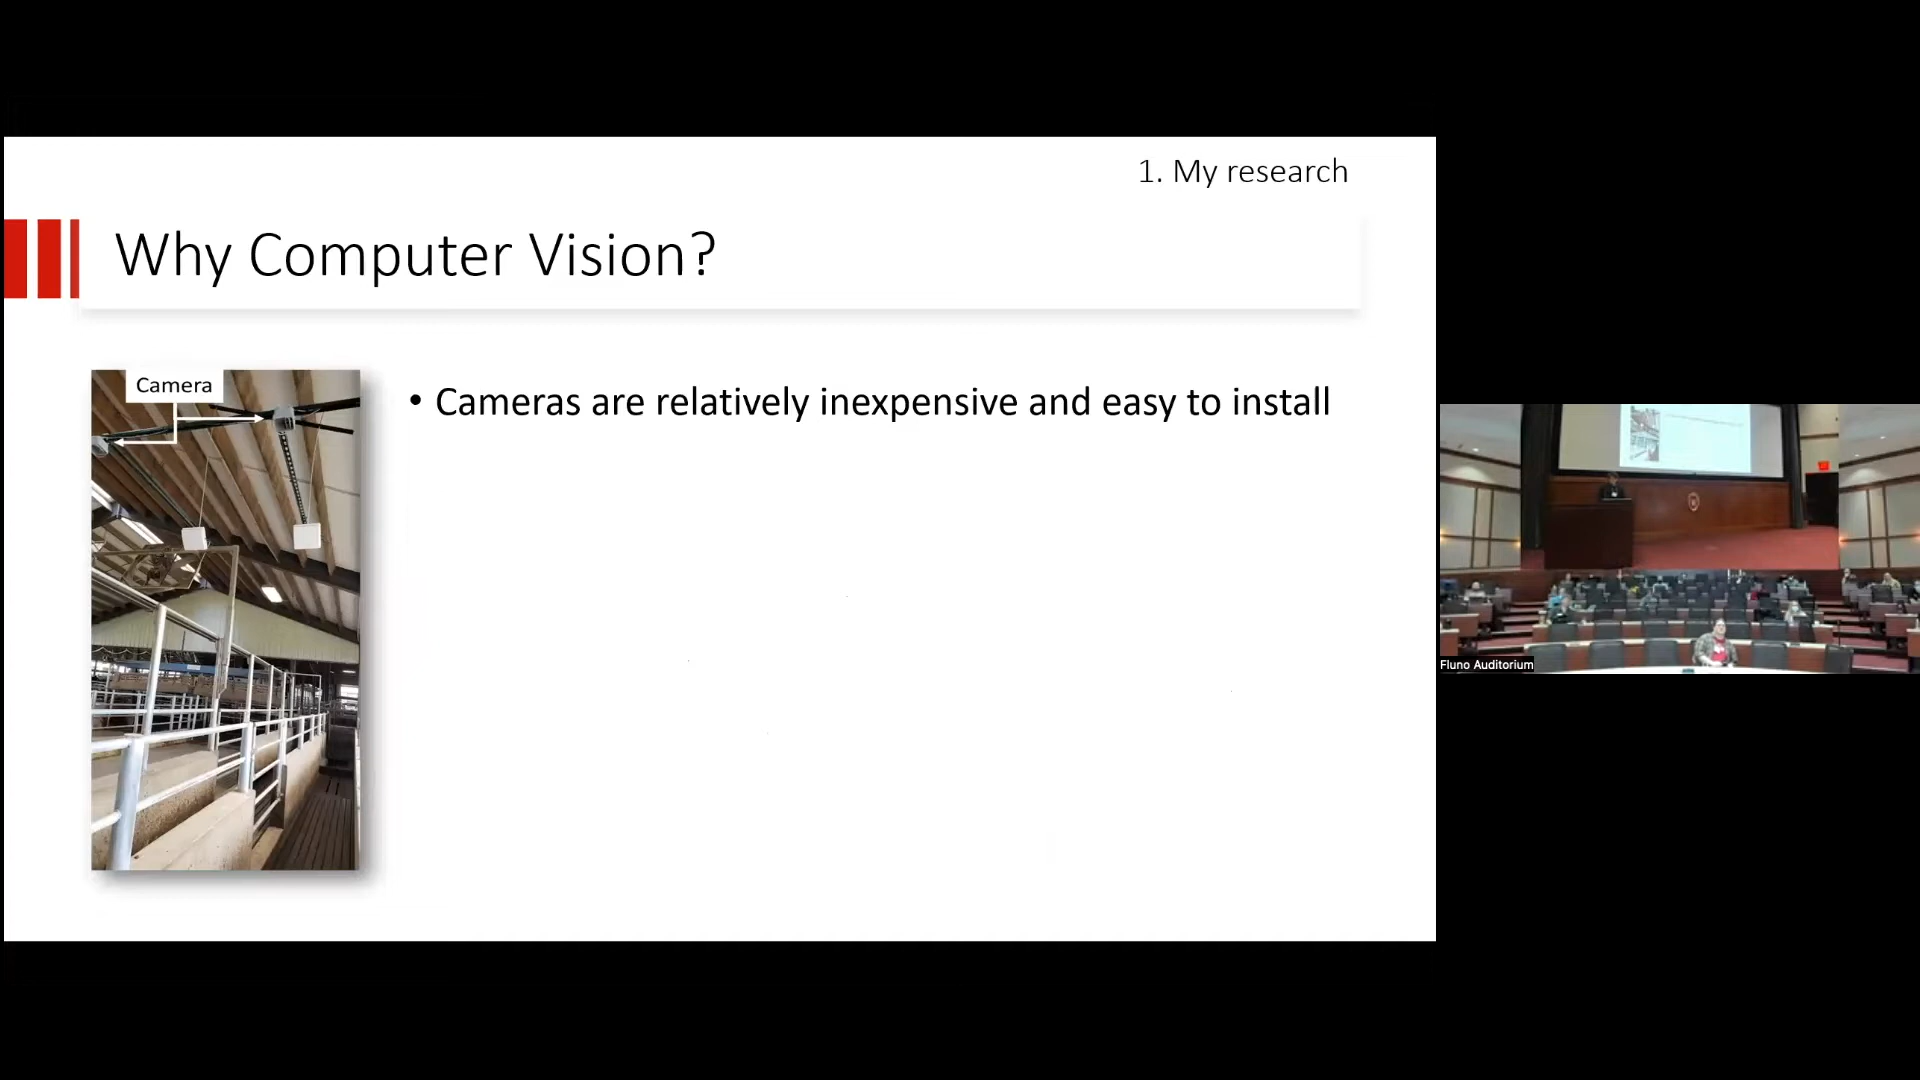 1. My research
Why Computer Vision?
Camera
• Cameras are relatively inexpensive and easy to install
Fluno Auditorium